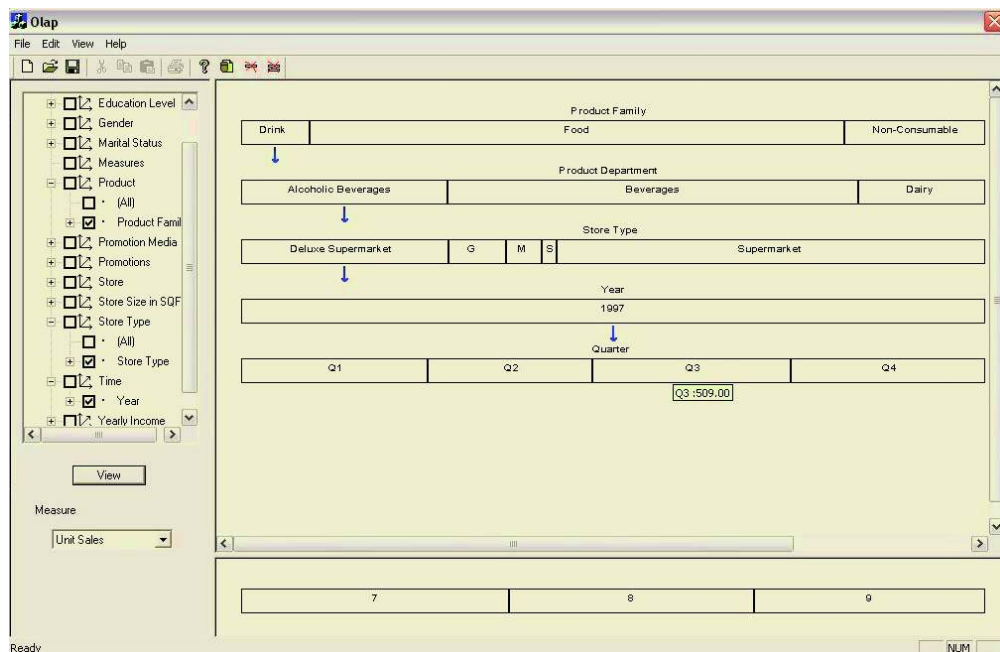 Olap
File Edit View Help
Education Level
Gender
Marital Status
Measures
Product
(All)
Product Famil
Promotion Media
Promotions
Store
Store Size in SQF
Store Type
(All)
Store Type
Time
Year
Yearly Income
View
Measure
Unit Sales
Product Family
Drink Food Non-Consumable
Product Department
Alcoholic Beverages Beverages Dairy
Store Type
Deluxe Supermarket G M S Supermarket
Year
1997
Quarter
Q1 Q2 Q3 Q4
Q3 :509.00
7 8 9
Ready NUM